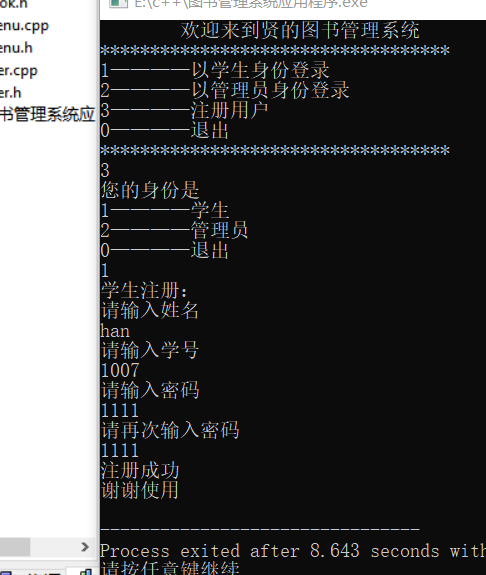 ok.h
enu.cpp
enu.h
er.cpp
er.h
书管理系统应
E:\c++\图书管理系统应用程序.exe
欢迎来到贤的图书管理系统
***********************************
1————以学生身份登录
2————以管理员身份登录
3————注册用户
0————退出
***********************************
3
您的身份是
1————学生
2————管理员
0————退出
1
学生注册:
请输入姓名
han
请输入学号
1007
请输入密码
1111
请再次输入密码
1111
注册成功
谢谢使用
--------------------------------
Process exited after 8.643 seconds with
请按任意键继续